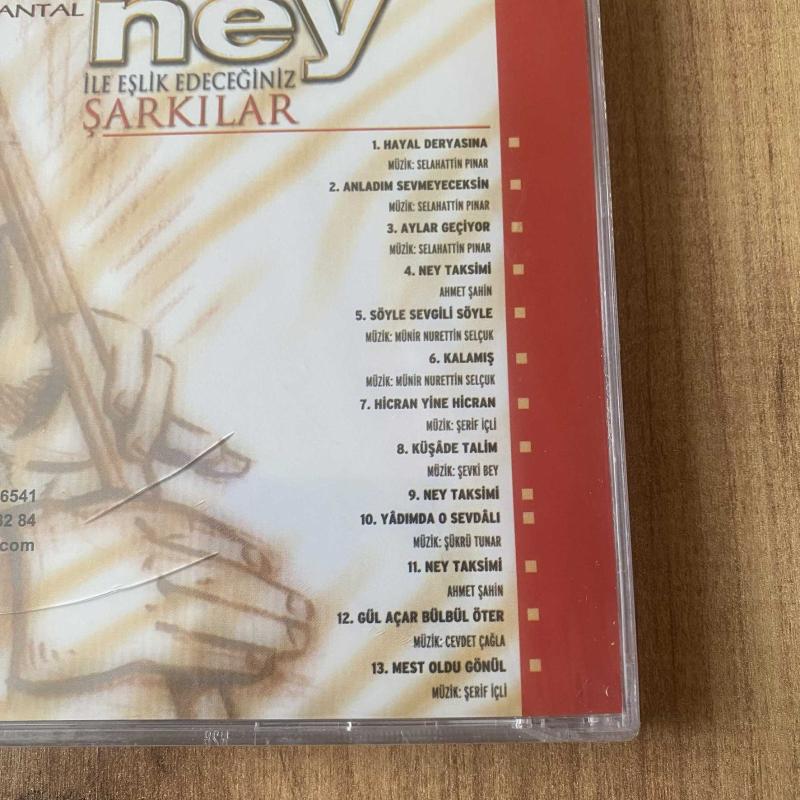 ANTAL
ney
İLE EŞLİK EDECEĞİNİZ
ŞARKILAR
1. HAYAL DERYASINA
MÜZİK: SELAHATTİN PINAR
2. ANLADIM SEVMEYECEKSİN
MÜZİK: SELAHATTİN PINAR
3. AYLAR GEÇİYOR
MÜZİK: SELAHATTİN PINAR
4. NEY TAKSİMİ
AHMET ŞAHİN
5. SÖYLE SEVGİLİ SÖYLE
MÜZİK: MÜNİR NURETTİN SELÇUK
6. KALAMIŞ
MÜZİK: MÜNİR NURETTİN SELÇUK
7. HİCRAN YİNE HİCRAN
MÜZİK: ŞERİF İÇLİ
8. KÜŞÂDE TALİM
MÜZİK: ŞEVKİ BEY
9. NEY TAKSİMİ
10. YÂDIMDA O SEVDÂLI
MÜZİK: ŞÜKRÜ TUNAR
11. NEY TAKSİMİ
AHMET ŞAHİN
12. GÜL AÇAR BÜLBÜL ÖTER
MÜZİK: CEVDET ÇAĞLA
13. MEST OLDU GÖNÜL
MÜZİK: ŞERİF İÇLİ
6541
32 84
com